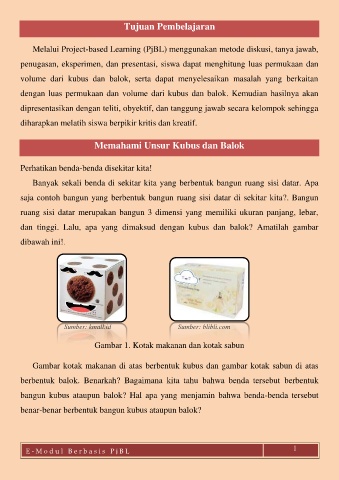 Tujuan Pembelajaran
Melalui Project-based Learning (PjBL) menggunakan metode diskusi, tanya jawab,
penugasan, eksperimen, dan presentasi, siswa dapat menghitung luas permukaan dan
volume dari kubus dan balok, serta dapat menyelesaikan masalah yang berkaitan
dengan luas permukaan dan volume dari kubus dan balok. Kemudian hasilnya akan
dipresentasikan dengan teliti, obyektif, dan tanggung jawab secara kelompok sehingga
diharapkan melatih siswa berpikir kritis dan kreatif.
Memahami Unsur Kubus dan Balok
Perhatikan benda-benda disekitar kita!
Banyak sekali benda di sekitar kita yang berbentuk bangun ruang sisi datar. Apa
saja contoh bangun yang berbentuk bangun ruang sisi datar di sekitar kita?. Bangun
ruang sisi datar merupakan bangun 3 dimensi yang memiliki ukuran panjang, lebar,
dan tinggi. Lalu, apa yang dimaksud dengan kubus dan balok? Amatilah gambar
dibawah ini!.
Sumber: Sumber: blibli.com
Gambar 1. Kotak makanan dan kotak sabun
Gambar kotak makanan di atas berbentuk kubus dan gambar kotak sabun di atas
berbentuk balok. Benarkah? Bagaimana kita tahu bahwa benda tersebut berbentuk
bangun kubus ataupun balok? Hal apa yang menjamin bahwa benda-benda tersebut
benar-benar berbentuk bangun kubus ataupun balok?
E-Modul Berbasis PjBL 1